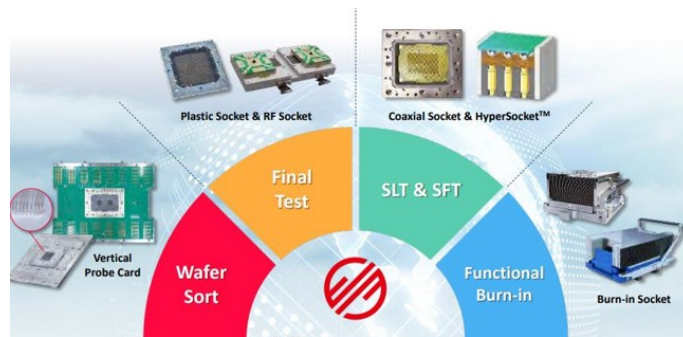 Plastic Socket & RF Socket
Coaxial Socket & HyperSocket™
Final
Test
SLT & SFT
Vertical
Probe Card
Wafer
Sort
Functional
Burn-in
Burn-in Socket